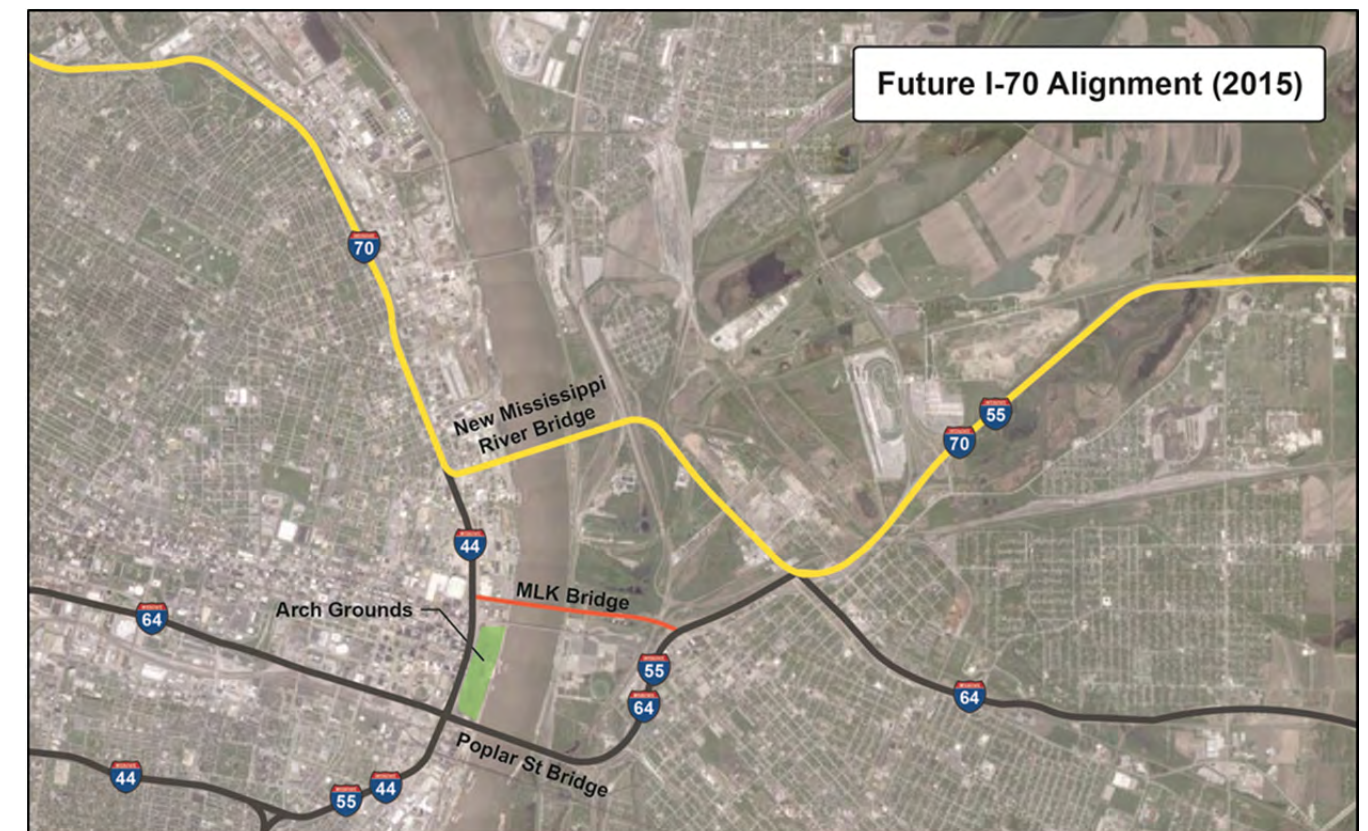 Future I-70 Alignment (2015)
70
New Mississippi
River Bridge
55
70
44
MLK Bridge
Arch Grounds
64
55
64
64
Poplar St Bridge
44
44
55